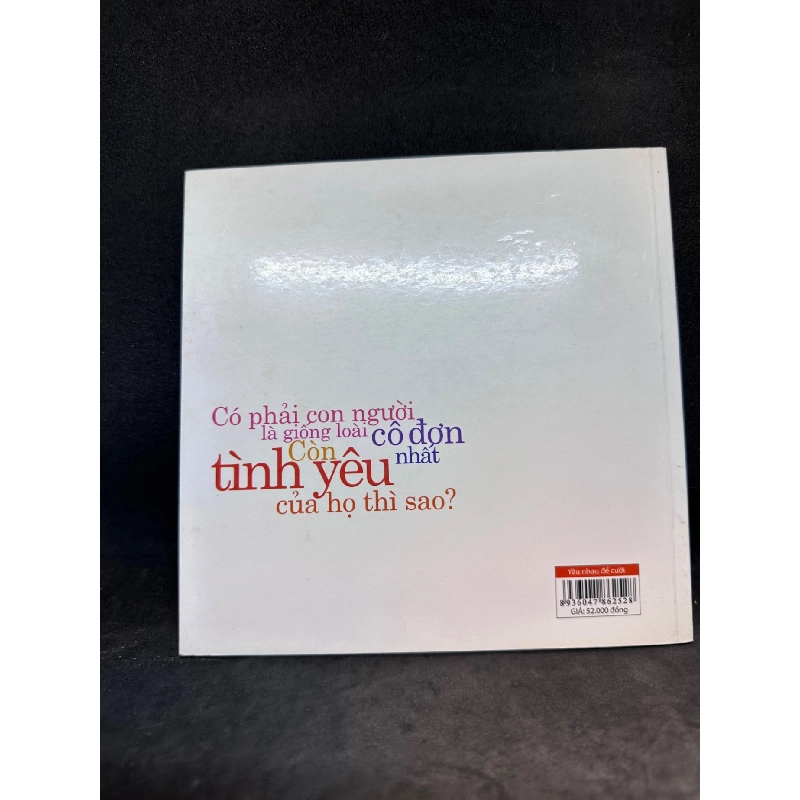 Có phải con người
là giống loài cô đơn
Còn nhất
tình yêu
của họ thì sao?
Yêu nhau để cưới
8936047862528
GIÁ: 52.000 đồng